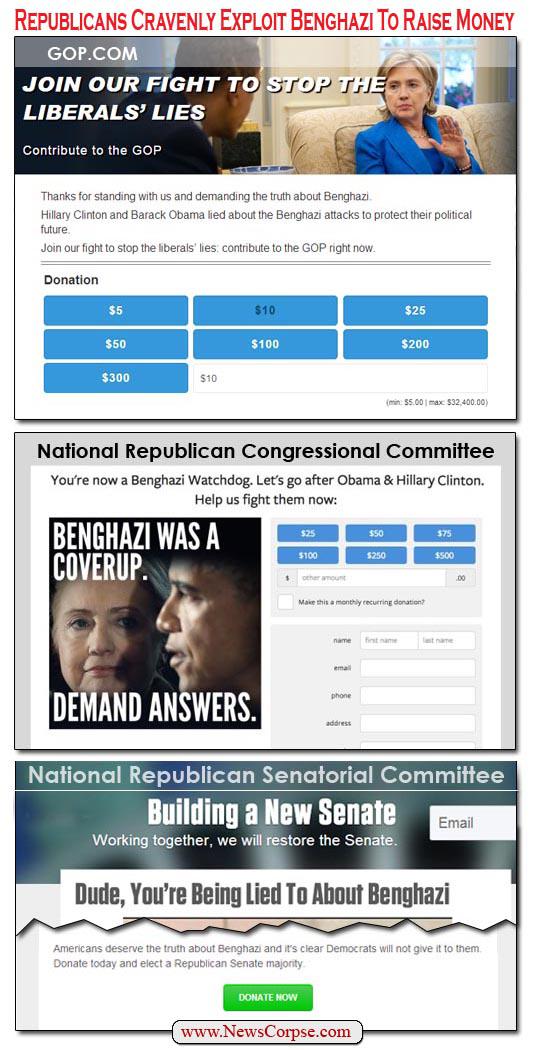 Republicans Cravenly Exploit Benghazi To Raise Money
GOP.COM
JOIN OUR FIGHT TO STOP THE
LIBERALS' LIES
Contribute to the GOP
Thanks for standing with us and demanding the truth about Benghazi.
Hillary Clinton and Barack Obama lied about the Benghazi attacks to protect their political
future.
Join our fight to stop the liberals' lies: contribute to the GOP right now.
Donation
$5 $10 $25
$50 $100 $200
$300 $10
(min: $5.00 | max: $32,400.00)
National Republican Congressional Committee
You're now a Benghazi Watchdog. Let's go after Obama & Hillary Clinton.
Help us fight them now:
BENGHAZI WAS A
COVERUP.
DEMAND ANSWERS.
$25 $50 $75
$100 $250 $500
$ other amount .00
Make this a monthly recurring donation?
name first name last name
email
phone
address
National Republican Senatorial Committee
Building a New Senate
Working together, we will restore the Senate.
Email
Dude, You're Being Lied To About Benghazi
Americans deserve the truth about Benghazi and it's clear Democrats will not give it to them.
Donate today and elect a Republican Senate majority.
DONATE NOW
www.NewsCorpse.com